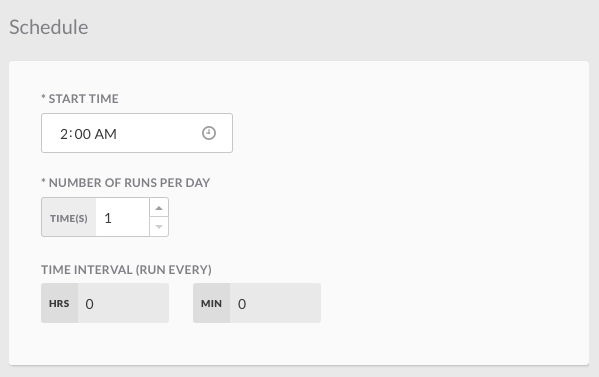 Schedule
* START TIME
2:00 AM
* NUMBER OF RUNS PER DAY
TIME(S) 1
TIME INTERVAL (RUN EVERY)
HRS 0 MIN 0